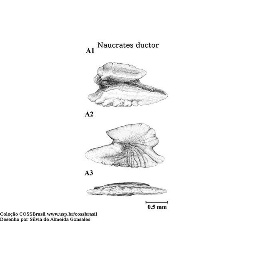 Naucrates ductor
A1
A2
A3
0.5 mm
Coleção COSSBrasil www.usp.br/cossbrasil
Desenho por Silvia de Almeida Gonsales